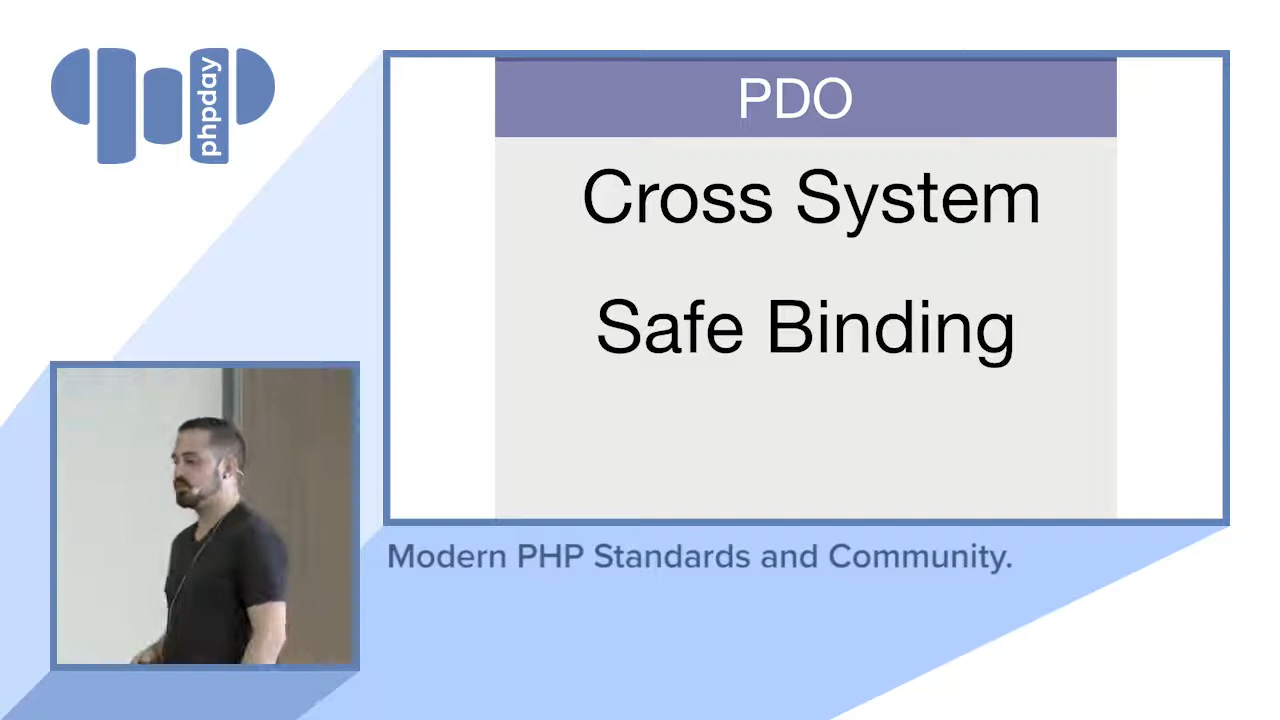 phpday
PDO
Cross System
Safe Binding
Modern PHP Standards and Community.